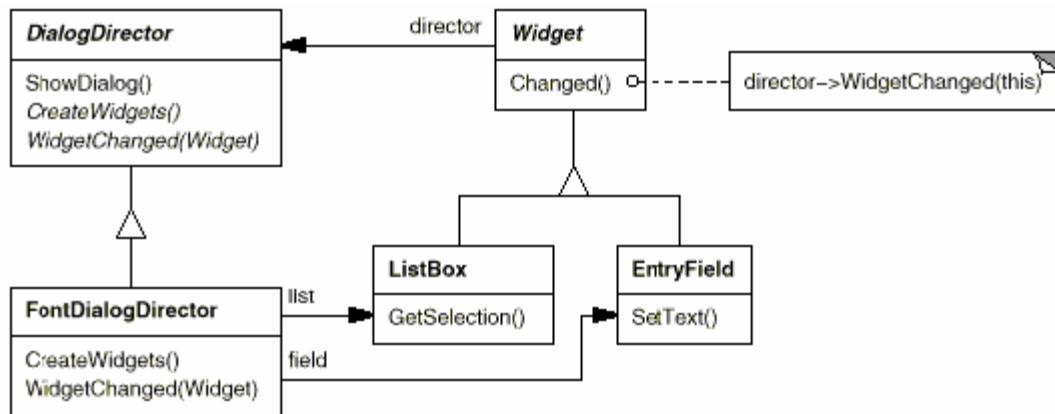 DialogDirector
ShowDialog()
CreateWidgets()
WidgetChanged(Widget)
director
Widget
Changed()
director->WidgetChanged(this)
ListBox
GetSelection()
EntryField
SetText()
FontDialogDirector
CreateWidgets()
WidgetChanged(Widget)
list
field